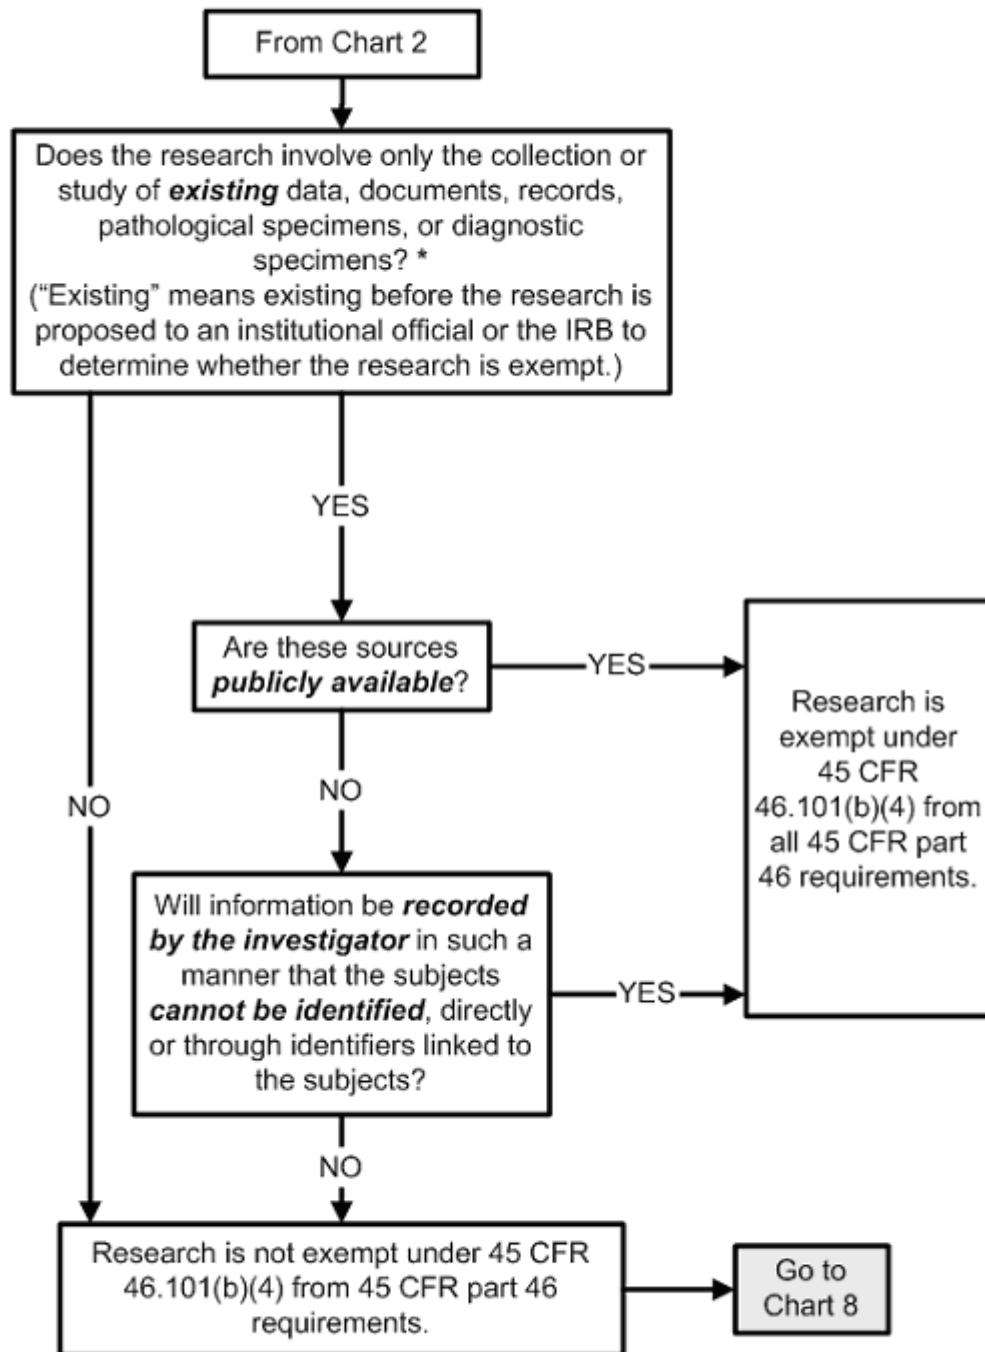 From Chart 2
Does the research involve only the collection or
study of existing data, documents, records,
pathological specimens, or diagnostic
specimens? *
(“Existing” means existing before the research is
proposed to an institutional official or the IRB to
determine whether the research is exempt.)
YES
Are these sources
publicly available?
YES
Research is
exempt under
45 CFR
46.101(b)(4) from
all 45 CFR part
46 requirements.
NO
NO
Will information be recorded
by the investigator in such a
manner that the subjects
cannot be identified, directly
or through identifiers linked to
the subjects?
YES
NO
Research is not exempt under 45 CFR
46.101(b)(4) from 45 CFR part 46
requirements.
Go to
Chart 8